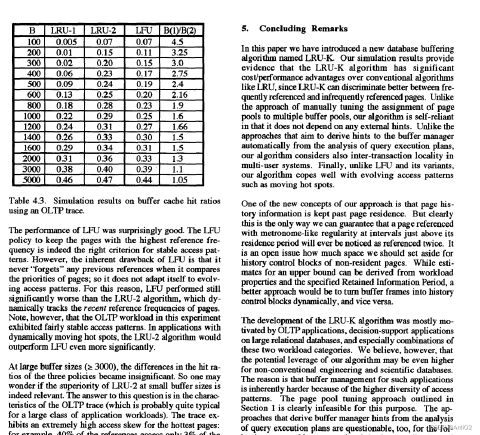 B LRU-1 LRU-2 LFU B(1)/B(2)
100 0.005 0.07 0.07 4.5
200 0.01 0.15 0.11 3.25
300 0.02 0.20 0.15 3.0
400 0.06 0.23 0.17 2.75
500 0.09 0.24 0.19 2.4
600 0.13 0.25 0.20 2.16
800 0.18 0.28 0.23 1.9
1000 0.22 0.29 0.25 1.6
1200 0.24 0.31 0.27 1.66
1400 0.26 0.33 0.30 1.5
1600 0.29 0.34 0.31 1.5
2000 0.31 0.36 0.33 1.3
3000 0.38 0.40 0.39 1.1
5000 0.46 0.47 0.44 1.05
Table 4.3. Simulation results on buffer cache hit ratios
using an OLTP trace.
The performance of LFU was surprisingly good. The LFU
policy to keep the pages with the highest reference fre-
quency is indeed the right criterion for stable access pat-
terns. However, the inherent drawback of LFU is that it
never "forgets" any previous references when it compares
the priorities of pages; so it does not adapt itself to evolv-
ing access patterns. For this reason, LFU performed still
significantly worse than the LRU-2 algorithm, which dy-
namically tracks the recent reference frequencies of pages.
Note, however, that the OLTP workload in this experiment
exhibited fairly stable access patterns. In applications with
dynamically moving hot spots, the LRU-2 algorithm would
outperform LFU even more significantly.
At large buffer sizes (≥ 3000), the differences in the hit ra-
tios of the three policies became insignificant. So one may
wonder if the superiority of LRU-2 at small buffer sizes is
indeed relevant. The answer to this question is in the charac-
teristics of the OLTP trace (which is probably quite typical
for a large class of application workloads). The trace ex-
hibits an extremely high access skew for the hottest pages:
for example, 40% of the references access only 3% of the
5. Concluding Remarks
In this paper we have introduced a new database buffering
algorithm named LRU-K. Our simulation results provide
evidence that the LRU-K algorithm has significant
cost/performance advantages over conventional algorithms
like LRU, since LRU-K can discriminate better between fre-
quently referenced and infrequently referenced pages. Unlike
the approach of manually tuning the assignment of page
pools to multiple buffer pools, our algorithm is self-reliant
in that it does not depend on any external hints. Unlike the
approaches that aim to derive hints to the buffer manager
automatically from the analysis of query execution plans,
our algorithm considers also inter-transaction locality in
multi-user systems. Finally, unlike LFU and its variants,
our algorithm copes well with evolving access patterns
such as moving hot spots.
One of the new concepts of our approach is that page his-
tory information is kept past page residence. But clearly
this is the only way we can guarantee that a page referenced
with metronome-like regularity at intervals just above its
residence period will ever be noticed as referenced twice. It
is an open issue how much space we should set aside for
history control blocks of non-resident pages. While esti-
mates for an upper bound can be derived from workload
properties and the specified Retained Information Period, a
better approach would be to turn buffer frames into history
control blocks dynamically, and vice versa.
The development of the LRU-K algorithm was mostly mo-
tivated by OLTP applications, decision-support applications
on large relational databases, and especially combinations of
these two workload categories. We believe, however, that
the potential leverage of our algorithm may be even higher
for non-conventional engineering and scientific databases.
The reason is that buffer management for such applications
is inherently harder because of the higher diversity of access
patterns. The page pool tuning approach outlined in
Section 1 is clearly infeasible for this purpose. The ap-
proaches that derive buffer manager hints from the analysis
of query execution plans are questionable, too, for the fol-